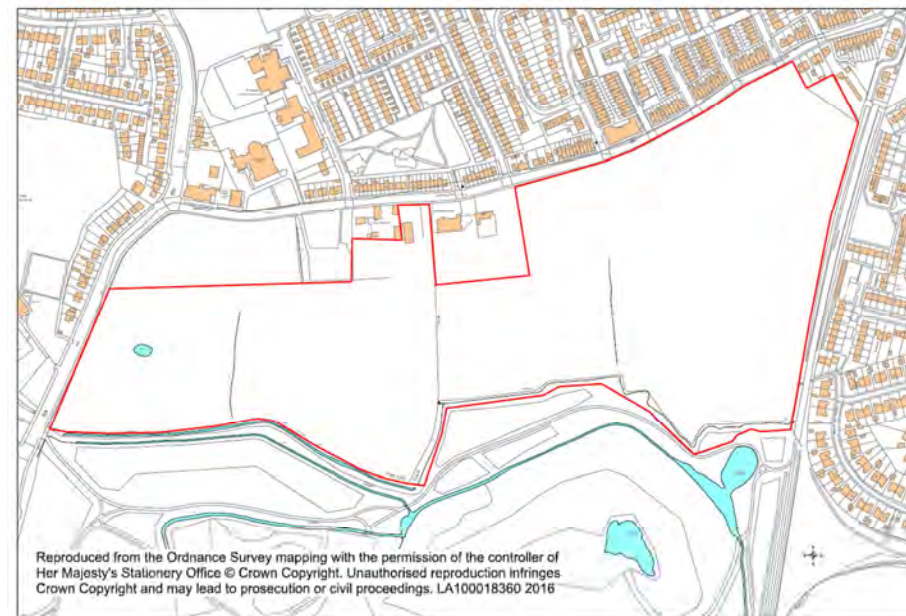 Reproduced from the Ordnance Survey mapping with the permission of the controller of
Her Majesty's Stationery Office © Crown Copyright. Unauthorised reproduction infringes
Crown Copyright and may lead to prosecution or civil proceedings. LA100018360 2016